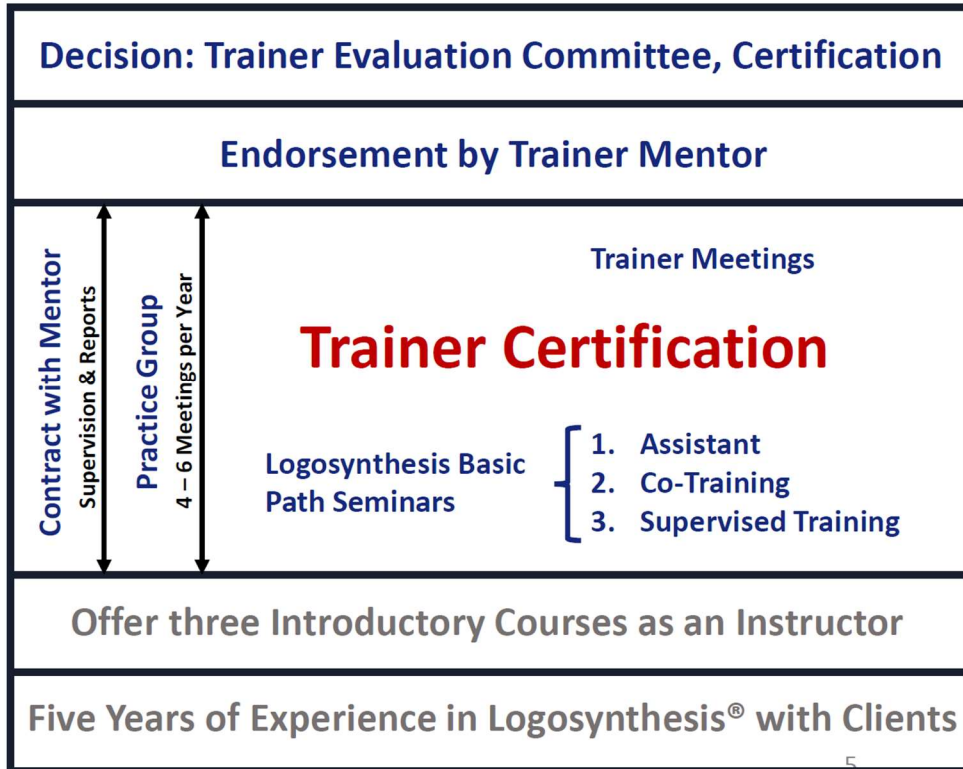 Decision: Trainer Evaluation Committee, Certification
Endorsement by Trainer Mentor
Contract with Mentor
Supervision & Reports
Practice Group
4 – 6 Meetings per Year
Trainer Meetings
Trainer Certification
Logosynthesis Basic
Path Seminars
1. Assistant
2. Co-Training
3. Supervised Training
Offer three Introductory Courses as an Instructor
Five Years of Experience in Logosynthesis® with Clients
5